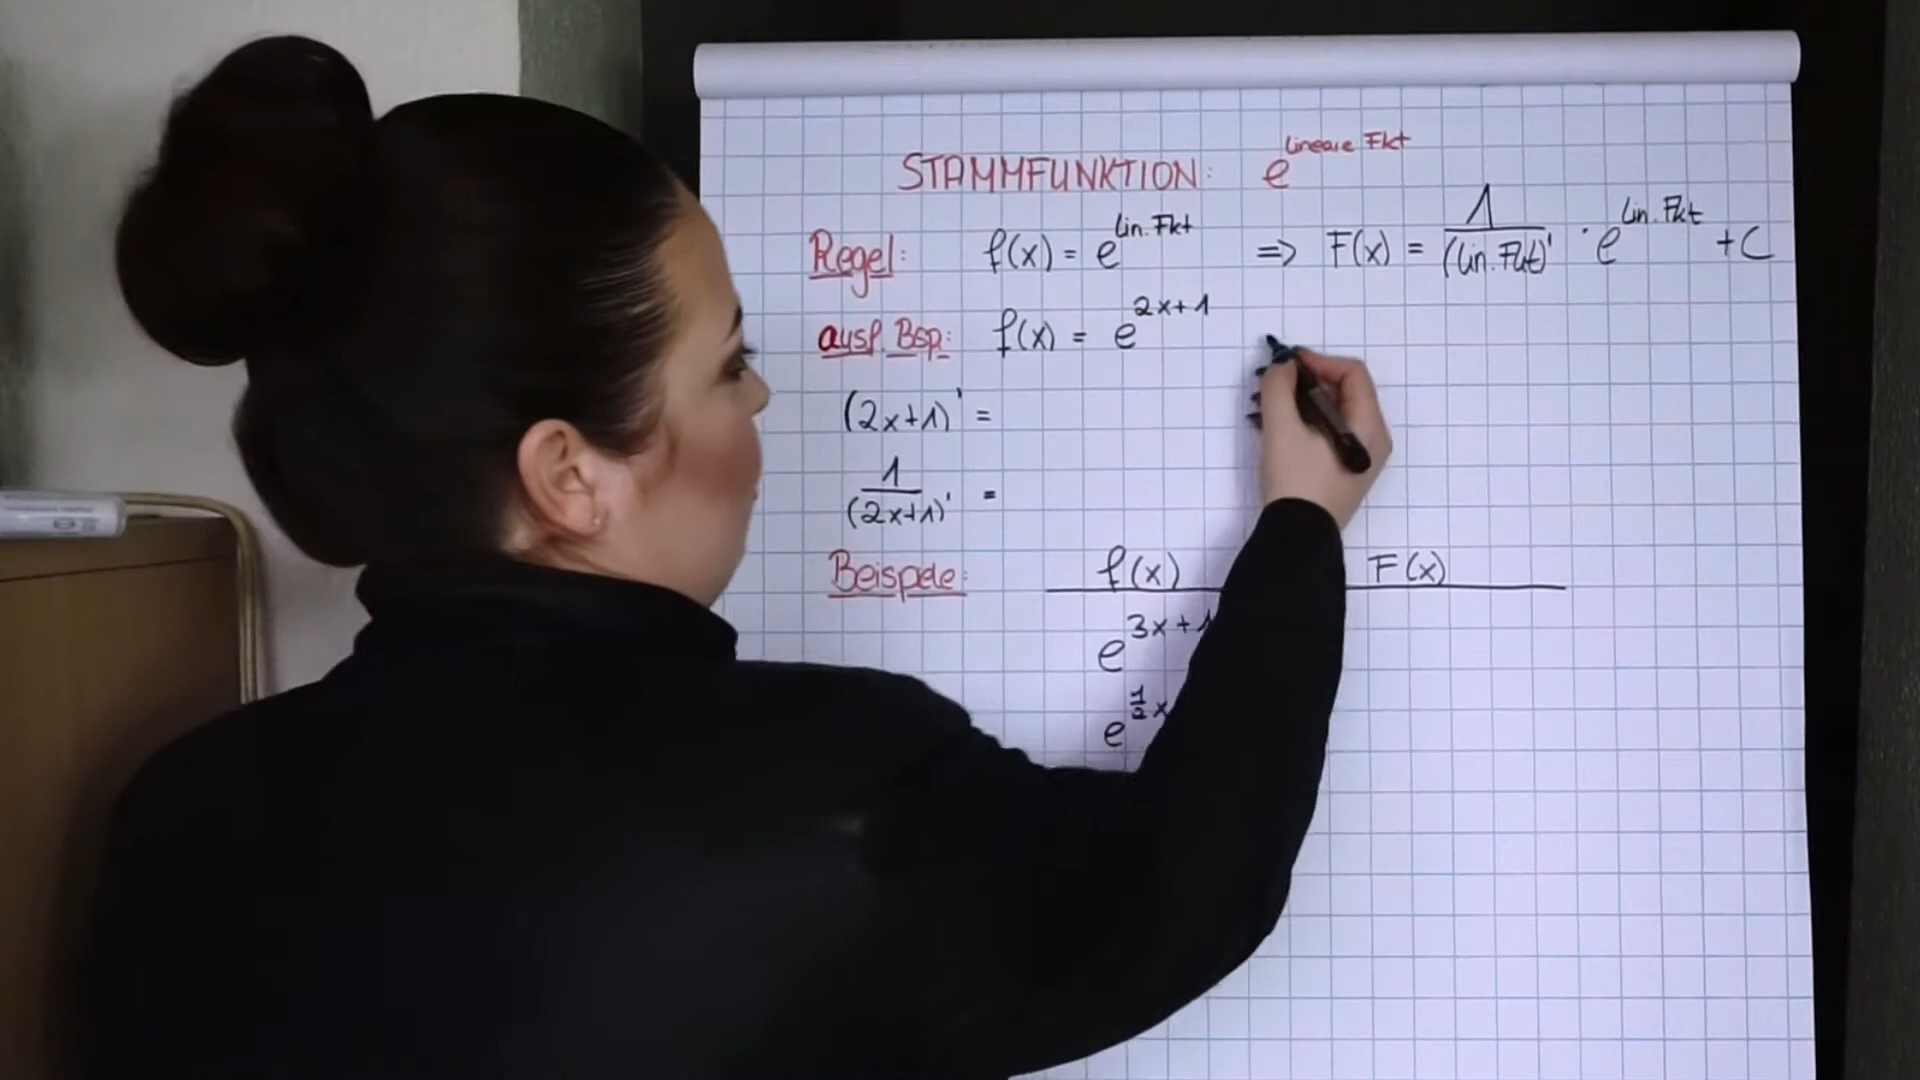 STAMMFUNKTION: e^lineare Fkt
Regel: f(x) = e^lin. Fkt => F(x) = 1/(lin. Fkt)' · e^lin. Fkt + C
ausf. Bsp.: f(x) = e^2x+1
(2x+1)' =
1/(2x+1)' =
Beispiele: f(x) F(x)
e^3x+1
e^1/2x